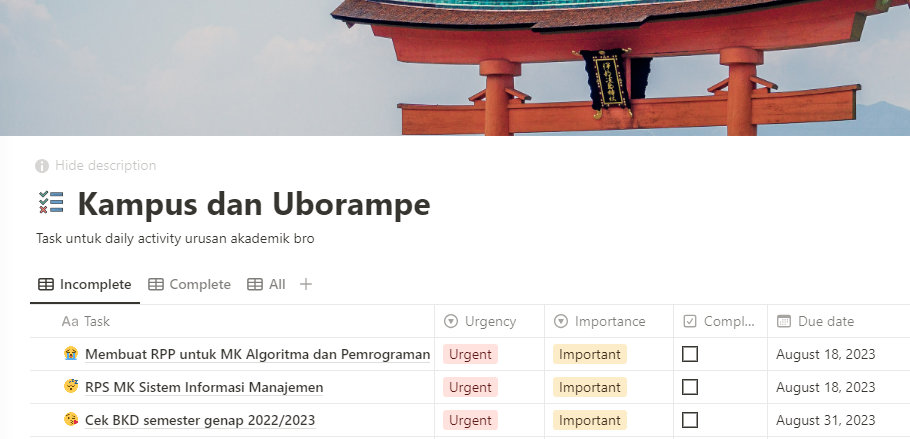 Hide description
Kampus dan Uborampe
Task untuk daily activity urusan akademik bro
Incomplete Complete All
Aa Task Urgency Importance Compl... Due date
Membuat RPP untuk MK Algoritma dan Pemrograman Urgent Important August 18, 2023
RPS MK Sistem Informasi Manajemen Urgent Important August 18, 2023
Cek BKD semester genap 2022/2023 Urgent Important August 31, 2023